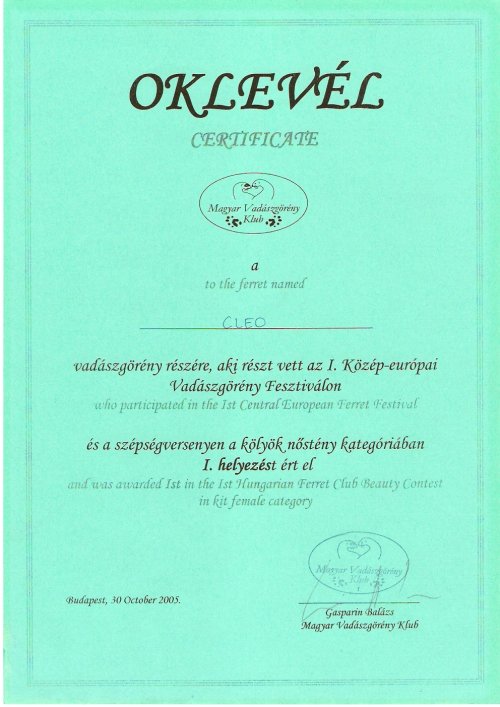 OKLEVÉL
CERTIFICATE
Magyar Vadászgörény
Klub
a
to the ferret named
CLEO
vadászgörény részére, aki részt vett az I. Közép-európai
Vadászgörény Fesztiválon
who participated in the Ist Central European Ferret Festival
és a szépségversenyen a kölyök nőstény kategóriában
I. helyezést ért el
and was awarded Ist in the Ist Hungarian Ferret Club Beauty Contest
in kit female category
Magyar Vadászgörény
Klub
Budapest, 30 October 2005.
Gasparin Balázs
Magyar Vadászgörény Klub